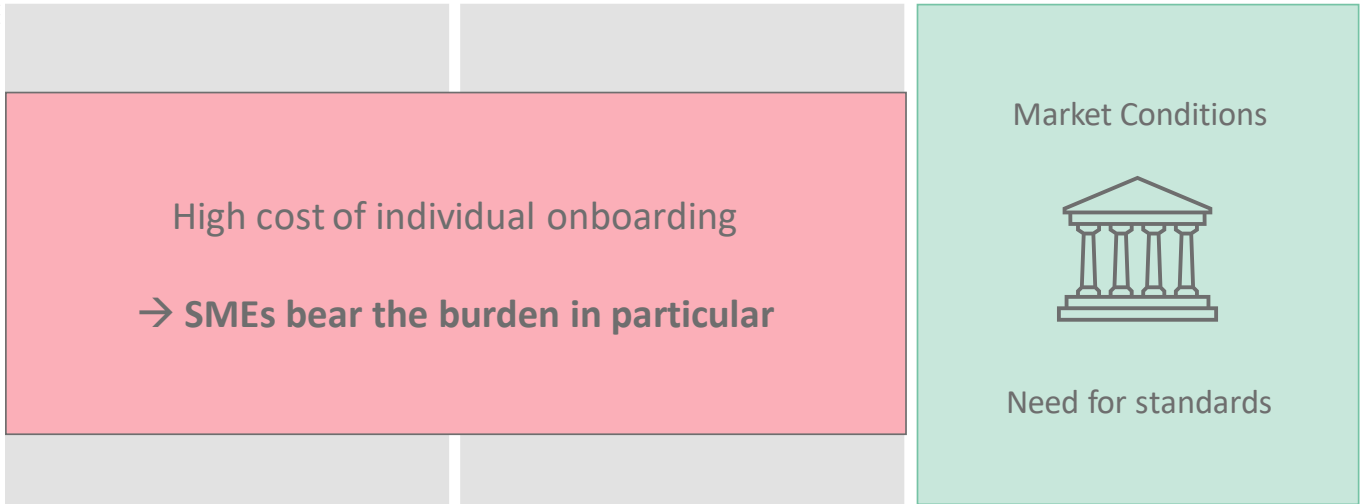 High cost of individual onboarding
→ SMEs bear the burden in particular
Market Conditions
Need for standards